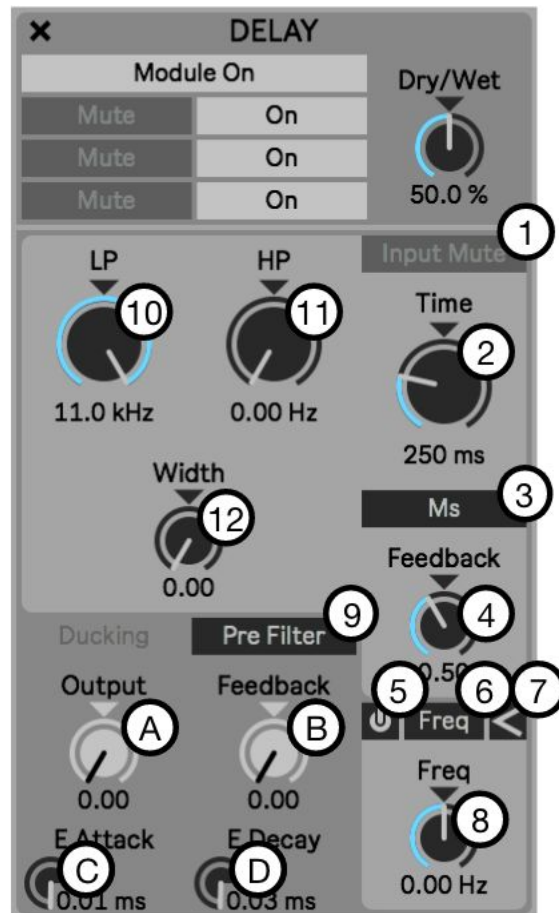 × DELAY
Module On
Dry/Wet
Mute On
Mute On
Mute On
50.0 %
1
Input Mute
LP HP
Time
10 11 2
11.0 kHz 0.00 Hz
250 ms
Width
Ms 3
12
Feedback
0.00
4
Ducking Pre Filter 9
0.50
Output Feedback
5 Freq 6 7
A B
Freq
0.00 0.00
8
E.Attack E.Decay
C D
0.01 ms 0.03 ms
0.00 Hz